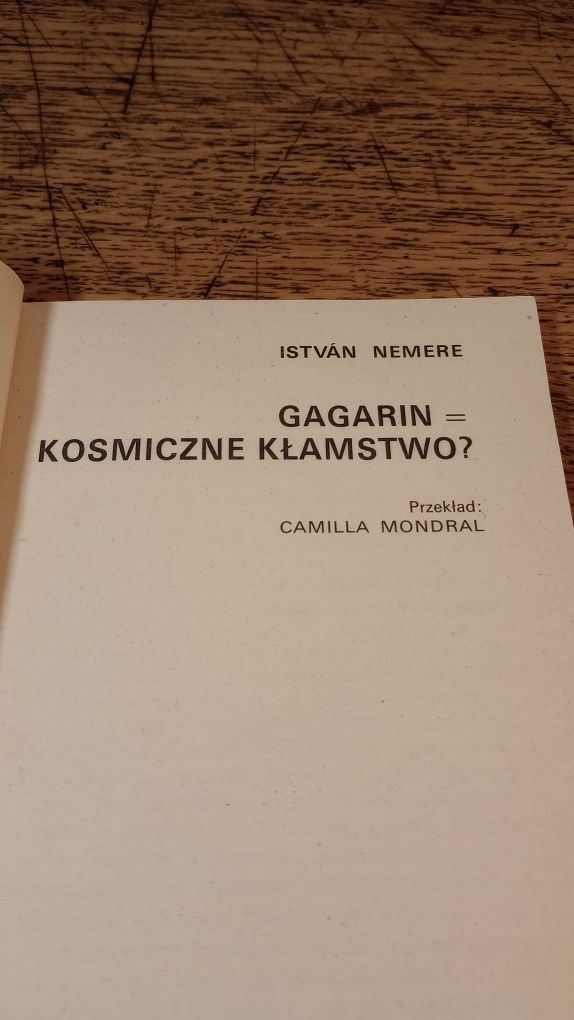 ISTVÁN NEMERE
GAGARIN =
KOSMICZNE KŁAMSTWO?
Przekład:
CAMILLA MONDRAL